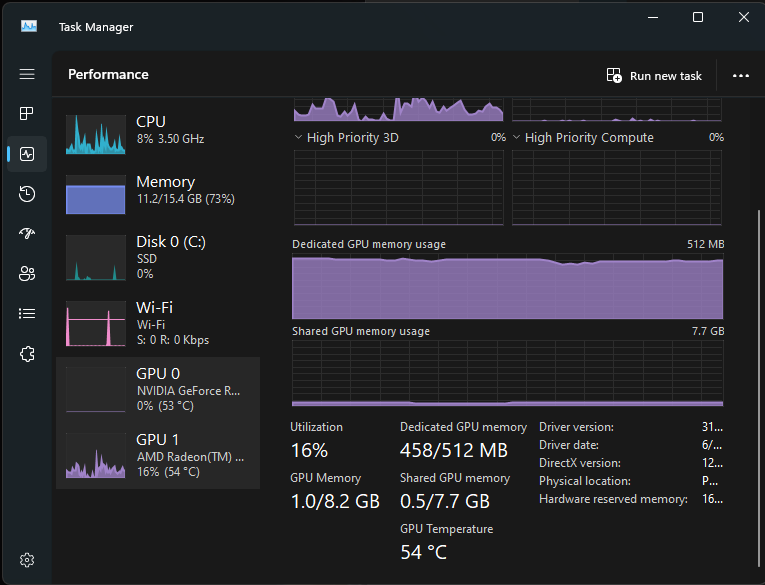 Task Manager
Performance
Run new task
CPU
8% 3.50 GHz
Memory
11.2/15.4 GB (73%)
Disk 0 (C:)
SSD
0%
Wi-Fi
Wi-Fi
S: 0 R: 0 Kbps
GPU 0
NVIDIA GeForce R...
0% (53 °C)
GPU 1
AMD Radeon(TM) ...
16% (54 °C)
High Priority 3D 0%
High Priority Compute 0%
Dedicated GPU memory usage 512 MB
Shared GPU memory usage 7.7 GB
Utilization
16%
Dedicated GPU memory
458/512 MB
GPU Memory
1.0/8.2 GB
Shared GPU memory
0.5/7.7 GB
GPU Temperature
54 °C
Driver version: 31...
Driver date: 6/...
DirectX version: 12...
Physical location: P...
Hardware reserved memory: 16...